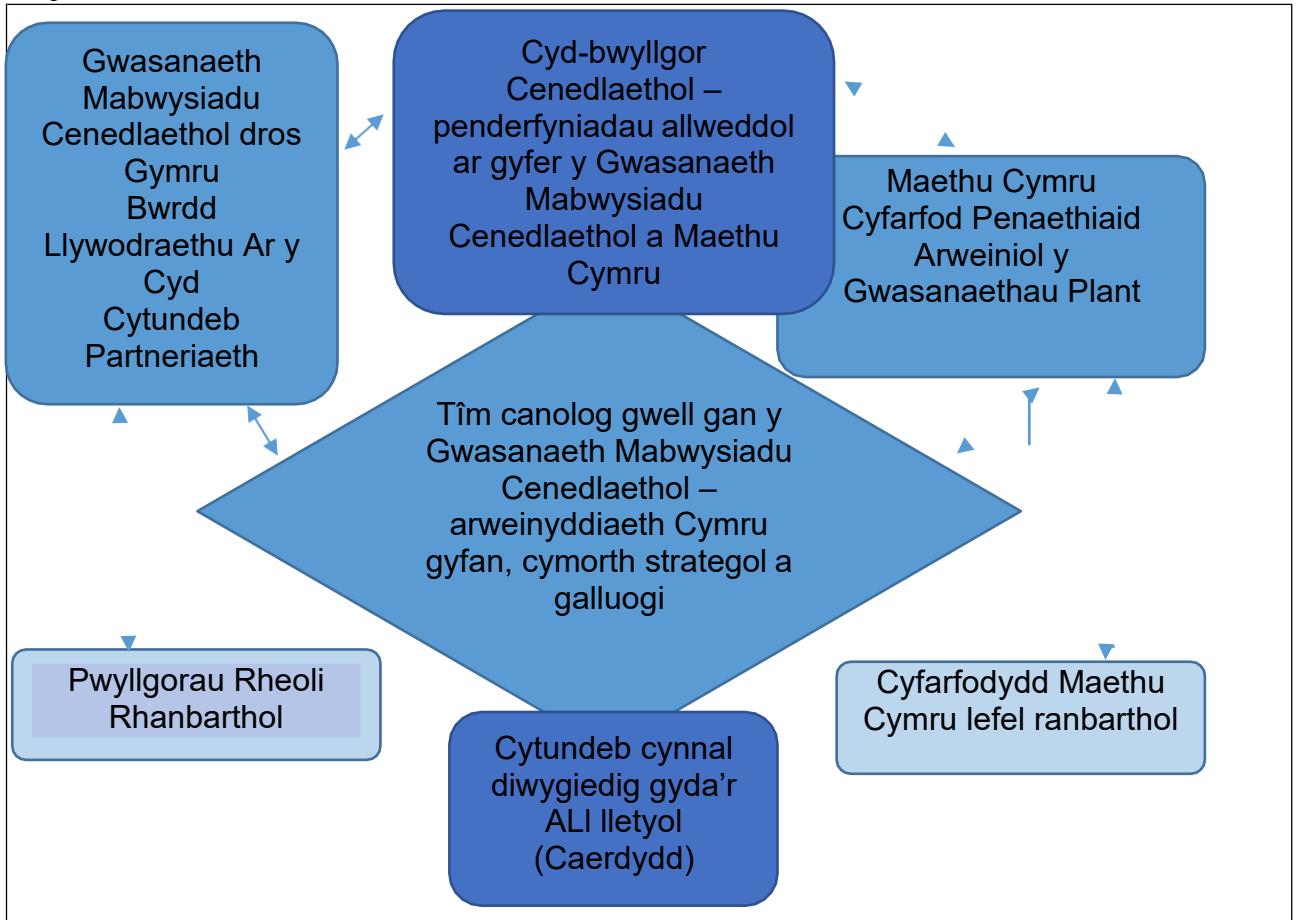 Gwasanaeth
Mabwysiadu
Cenedlaethol dros
Gymru
Bwrdd
Llywodraethu Ar y
Cyd
Cytundeb
Partneriaeth
Cyd-bwyllgor
Cenedlaethol –
penderfyniadau allweddol
ar gyfer y Gwasanaeth
Mabwysiadu
Cenedlaethol a Maethu
Cymru
Maethu Cymru
Cyfarfod Penaethiaid
Arweiniol y
Gwasanaethau Plant
Tîm canolog gwell gan y
Gwasanaeth Mabwysiadu
Cenedlaethol –
arweinyddiaeth Cymru
gyfan, cymorth strategol a
galluogi
Pwyllgorau Rheoli
Rhanbarthol
Cyfarfodydd Maethu
Cymru lefel ranbarthol
Cytundeb cynnal
diwygiedig gyda’r
ALl lletyol
(Caerdydd)